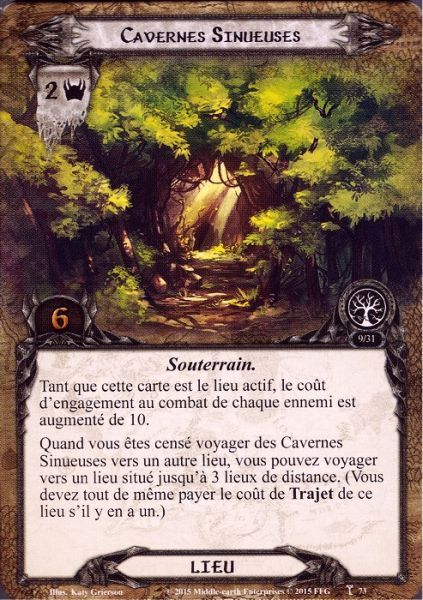 Cavernes Sinueuses
2
6
9/31
Souterrain.
Tant que cette carte est le lieu actif, le coût
d'engagement au combat de chaque ennemi est
augmenté de 10.
Quand vous êtes censé voyager des Cavernes
Sinueuses vers un autre lieu, vous pouvez voyager
vers un lieu situé jusqu'à 3 lieux de distance. (Vous
devez tout de même payer le coût de Trajet de ce
lieu s'il y en a un.)
LIEU
Illus. Katy Grierson © 2015 Middle-earth Enterprises © 2015 FFG 73